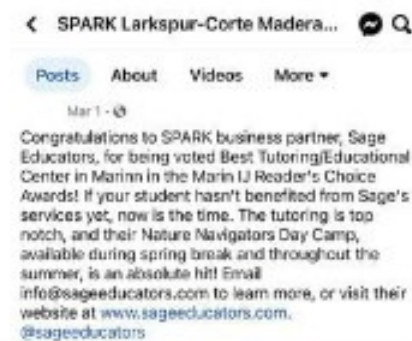 SPARK Larkspur-Corte Madera...
Posts About Videos More
Mar 1 ·
Congratulations to SPARK business partner, Sage
Educators, for being voted Best Tutoring/Educational
Center in Marinn in the Marin IJ Reader's Choice
Awards! If your student hasn't benefited from Sage's
services yet, now is the time. The tutoring is top
notch, and their Nature Navigators Day Camp,
available during spring break and throughout the
summer, is an absolute hit! Email
info@sageeducators.com to learn more, or visit their
website at www.sageeducators.com.
@sageeducators